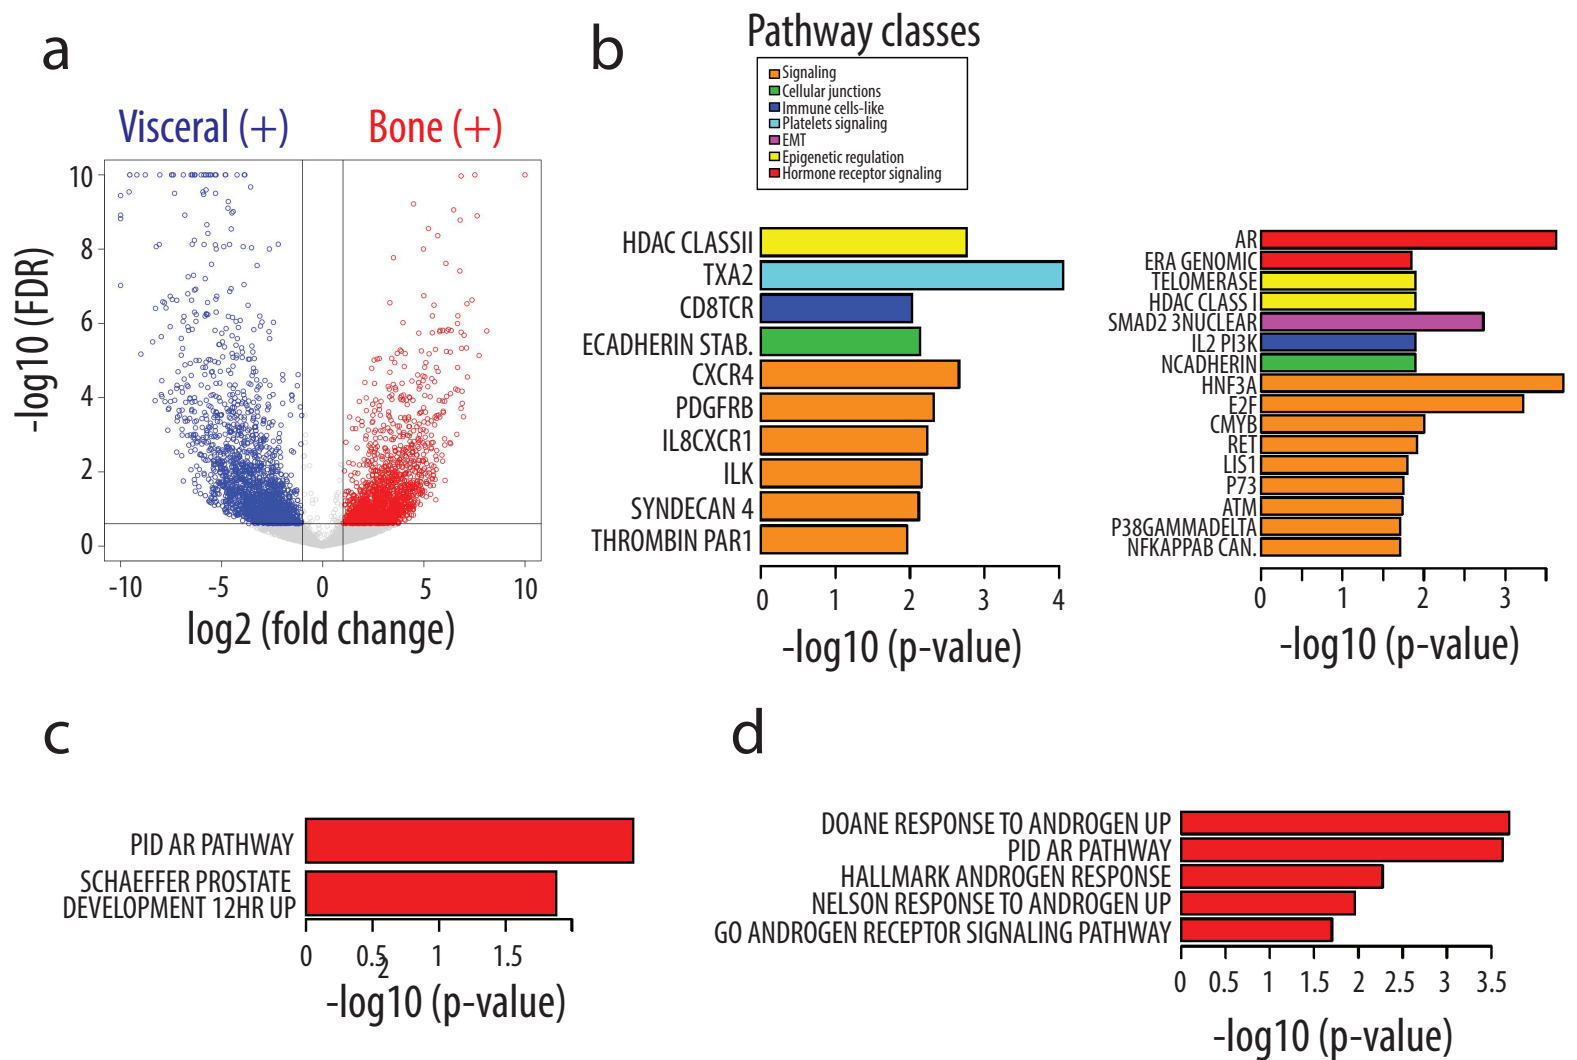 a
Visceral (+)
Bone (+)
10
8
6
4
2
0
-log10 (FDR)
-10
-5
0
5
10
log2 (fold change)
b
Pathway classes
Signaling
Cellular junctions
Immune cells-like
Platelets signaling
EMT
Epigenetic regulation
Hormone receptor signaling
HDAC CLASSII
TXA2
CD8TCR
ECADHERIN STAB.
CXCR4
PDGFRB
IL8CXCR1
ILK
SYNDECAN 4
THROMBIN PAR1
0
1
2
3
4
-log10 (p-value)
AR
ERA GENOMIC
TELOMERASE
HDAC CLASS I
SMAD2 3NUCLEAR
IL2 PI3K
NCADHERIN
HNF3A
E2F
CMYB
RET
LIS1
P73
ATM
P38GAMMADELTA
NFKAPPAB CAN.
0
1
2
3
-log10 (p-value)
c
PID AR PATHWAY
SCHAEFFER PROSTATE
DEVELOPMENT 12HR UP
0
0.5
1
1.5
2
-log10 (p-value)
d
DOANE RESPONSE TO ANDROGEN UP
PID AR PATHWAY
HALLMARK ANDROGEN RESPONSE
NELSON RESPONSE TO ANDROGEN UP
GO ANDROGEN RECEPTOR SIGNALING PATHWAY
0
0.5
1
1.5
2
2.5
3
3.5
-log10 (p-value)